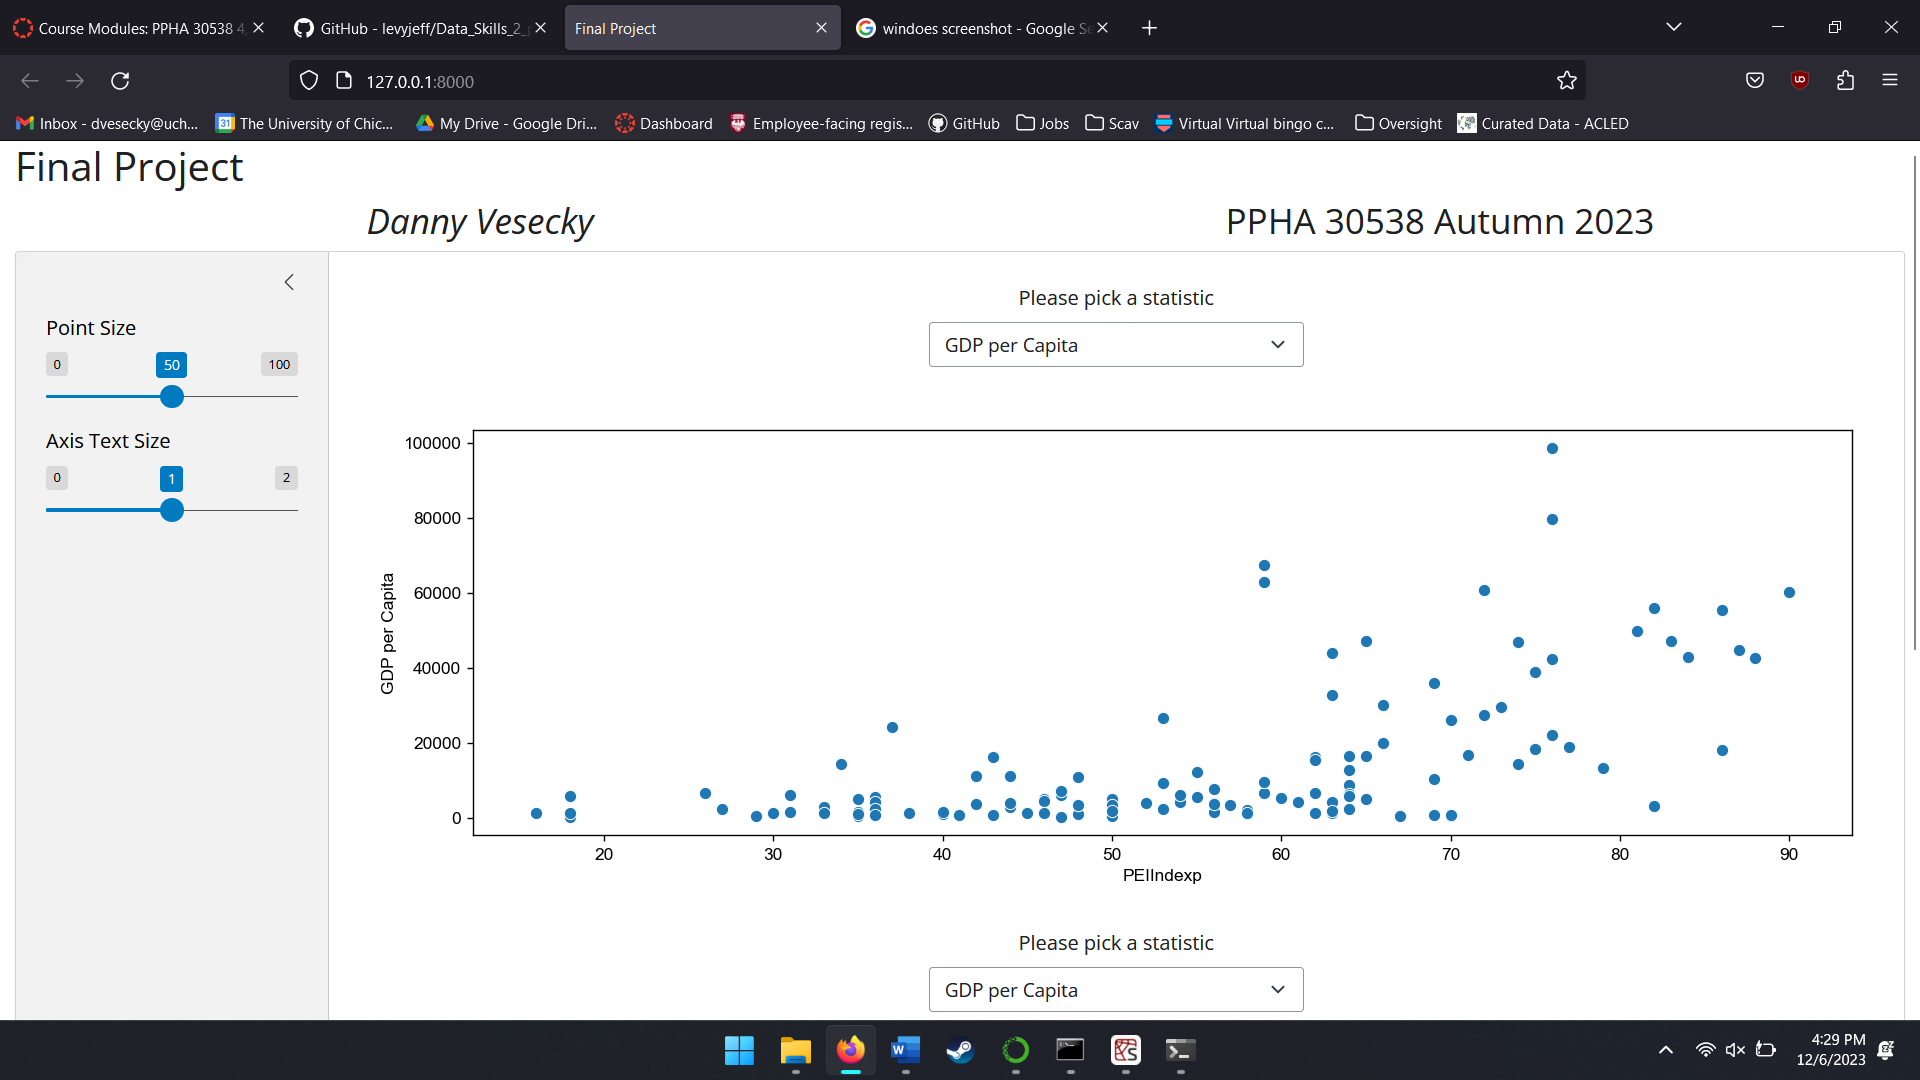 Course Modules: PPHA 30538 4,
GitHub - levyjeff/Data_Skills_2_
Final Project
windoes screenshot - Google Se
127.0.0.1:8000
Inbox - dvesecky@uch...
31
The University of Chic...
My Drive - Google Dri...
Dashboard
Employee-facing regis...
GitHub
Jobs
Scav
Virtual Virtual bingo c...
Oversight
Curated Data - ACLED
Final Project
Danny Vesecky
PPHA 30538 Autumn 2023
Point Size
0 50 100
Axis Text Size
0 1 2
Please pick a statistic
GDP per Capita
100000
80000
60000
40000
20000
0
GDP per Capita
20 30 40 50 60 70 80 90
PEIIndexp
Please pick a statistic
GDP per Capita
4:29 PM
12/6/2023